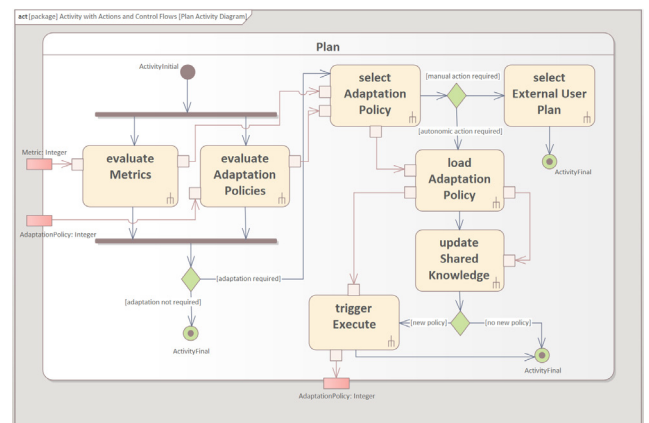 act [package] Activity with Actions and Control Flows [Plan Activity Diagram]
Plan
ActivityInitial
select
Adaptation
Policy
[manual action required]
select
External User
Plan
[autonomic action required]
Metric: Integer
evaluate
Metrics
evaluate
Adaptation
Policies
load
Adaptation
Policy
ActivityFinal
AdaptationPolicy: Integer
update
Shared
Knowledge
[adaptation required]
[adaptation not required]
trigger
Execute
[new policy]
[no new policy]
ActivityFinal
ActivityFinal
AdaptationPolicy: Integer